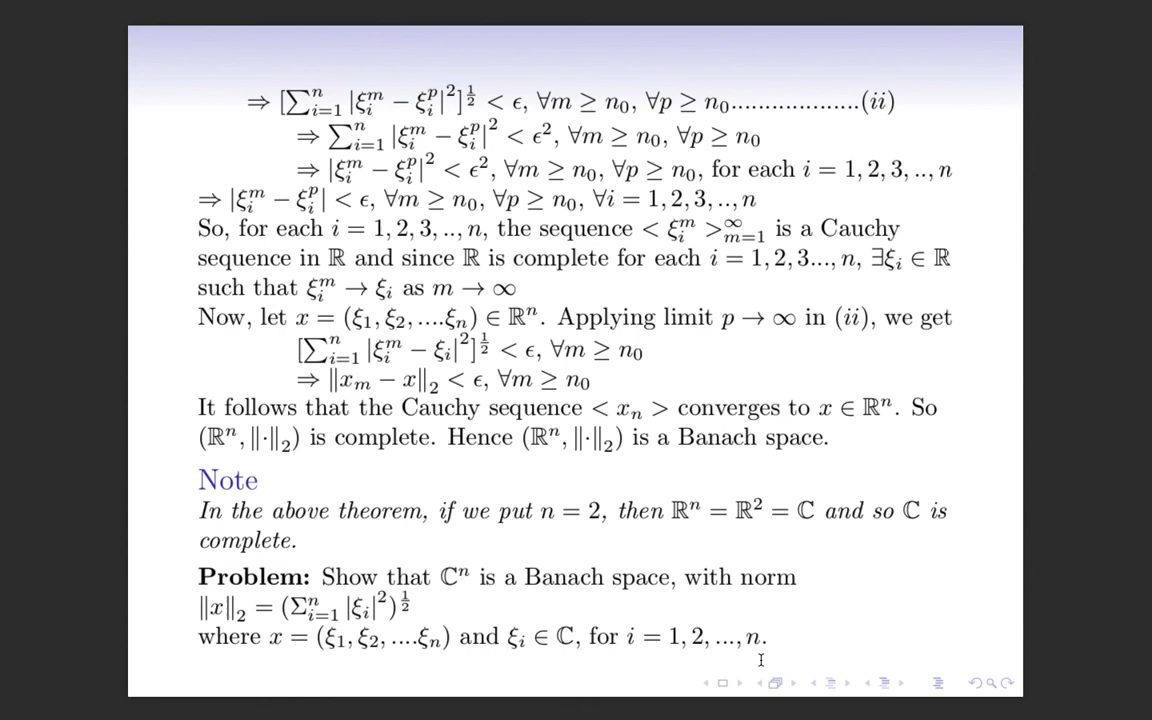 ⇒ [∑ⁿᵢ₌₁ |ξᵢᵐ − ξᵢᵖ|²]^½ < ϵ, ∀m ≥ n₀, ∀p ≥ n₀...................(ii)
⇒ ∑ⁿᵢ₌₁ |ξᵢᵐ − ξᵢᵖ|² < ϵ², ∀m ≥ n₀, ∀p ≥ n₀
⇒ |ξᵢᵐ − ξᵢᵖ|² < ϵ², ∀m ≥ n₀, ∀p ≥ n₀, for each i = 1, 2, 3, .., n
⇒ |ξᵢᵐ − ξᵢᵖ| < ϵ, ∀m ≥ n₀, ∀p ≥ n₀, ∀i = 1, 2, 3, .., n
So, for each i = 1, 2, 3, .., n, the sequence < ξᵢᵐ >^∞_{m=1} is a Cauchy
sequence in ℝ and since ℝ is complete for each i = 1, 2, 3..., n, ∃ξᵢ ∈ ℝ
such that ξᵢᵐ → ξᵢ as m → ∞
Now, let x = (ξ₁, ξ₂, ....ξₙ) ∈ ℝⁿ. Applying limit p → ∞ in (ii), we get
[∑ⁿᵢ₌₁ |ξᵢᵐ − ξᵢ|²]^½ < ϵ, ∀m ≥ n₀
⇒ ‖xₘ − x‖₂ < ϵ, ∀m ≥ n₀
It follows that the Cauchy sequence < xₙ > converges to x ∈ ℝⁿ. So
(ℝⁿ, ‖·‖₂) is complete. Hence (ℝⁿ, ‖·‖₂) is a Banach space.
Note
In the above theorem, if we put n = 2, then ℝⁿ = ℝ² = ℂ and so ℂ is
complete.
Problem: Show that ℂⁿ is a Banach space, with norm
‖x‖₂ = (Σⁿᵢ₌₁ |ξᵢ|²)^½
where x = (ξ₁, ξ₂, ....ξₙ) and ξᵢ ∈ ℂ, for i = 1, 2, ..., n.